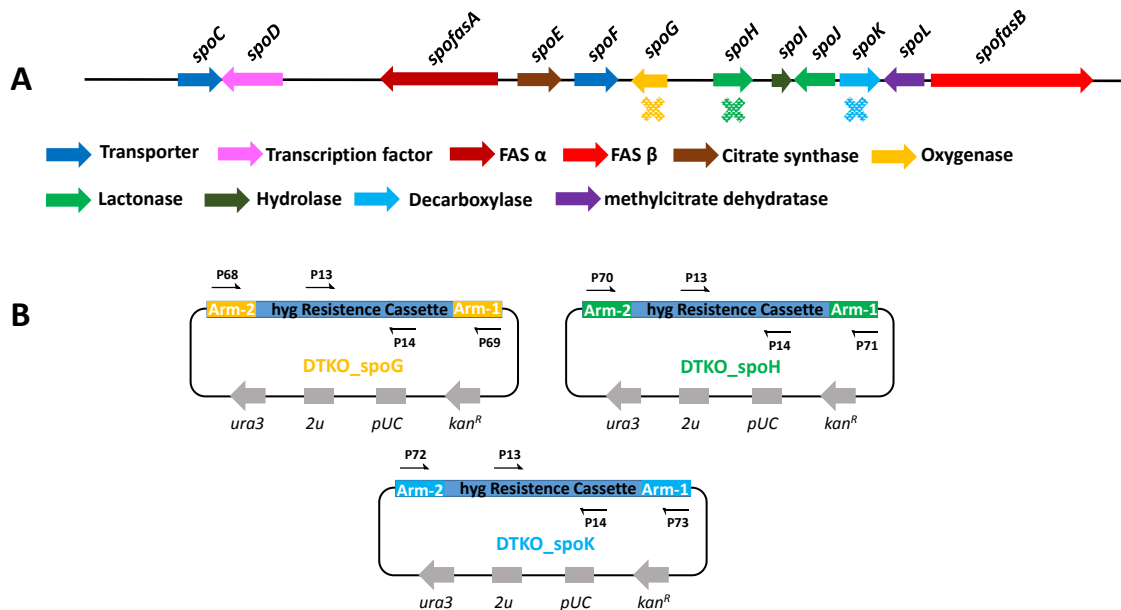 spoC spoD spofasA spoE spoF spoG spoH spoI spoJ spoK spoL spofasB
A
Transporter Transcription factor FAS α FAS β Citrate synthase Oxygenase
Lactonase Hydrolase Decarboxylase methylcitrate dehydratase
B
P68 P13
Arm-2 hyg Resistence Cassette Arm-1
P14 P69
DTKO_spoG
ura3 2u pUC kanR
P70 P13
Arm-2 hyg Resistence Cassette Arm-1
P14 P71
DTKO_spoH
ura3 2u pUC kanR
P72 P13
Arm-2 hyg Resistence Cassette Arm-1
P14 P73
DTKO_spoK
ura3 2u pUC kanR